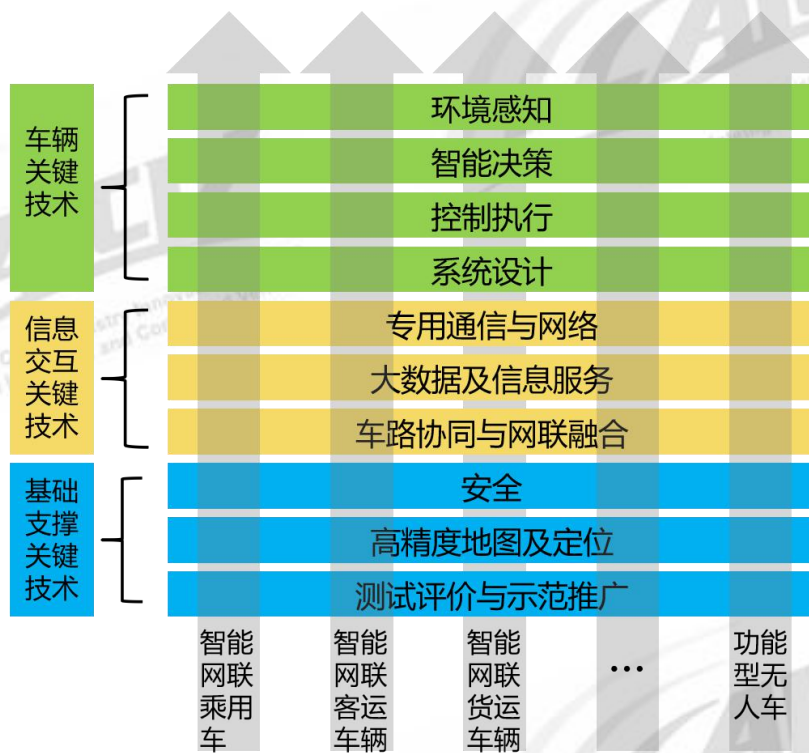 车辆
关键
技术
环境感知
智能决策
控制执行
系统设计
信息
交互
关键
技术
专用通信与网络
大数据及信息服务
车路协同与网联融合
基础
支撑
关键
技术
安全
高精度地图及定位
测试评价与示范推广
智能
网联
乘用
车
智能
网联
客运
车辆
智能
网联
货运
车辆
...
功能
型无
人车